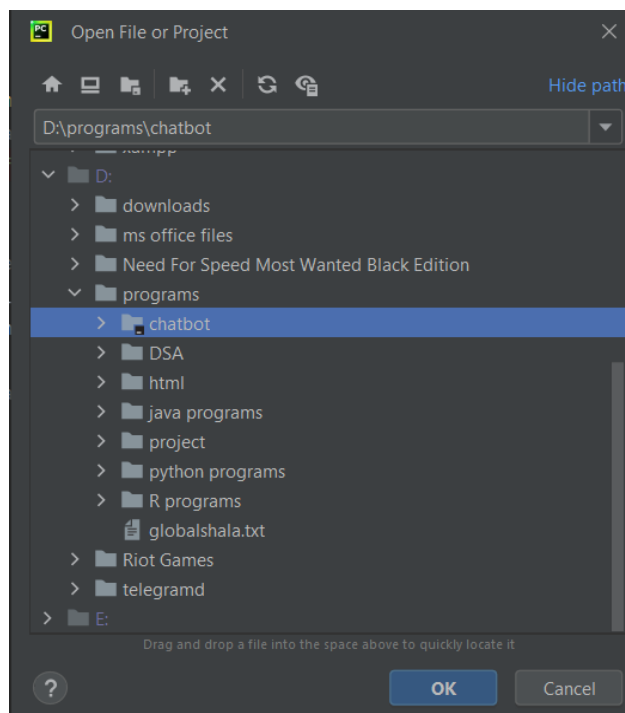 PC
Open File or Project
Hide path
D:\programs\chatbot
xampp
D:
downloads
ms office files
Need For Speed Most Wanted Black Edition
programs
chatbot
DSA
html
java programs
project
python programs
R programs
globalshala.txt
Riot Games
telegramd
E:
Drag and drop a file into the space above to quickly locate it
? OK Cancel